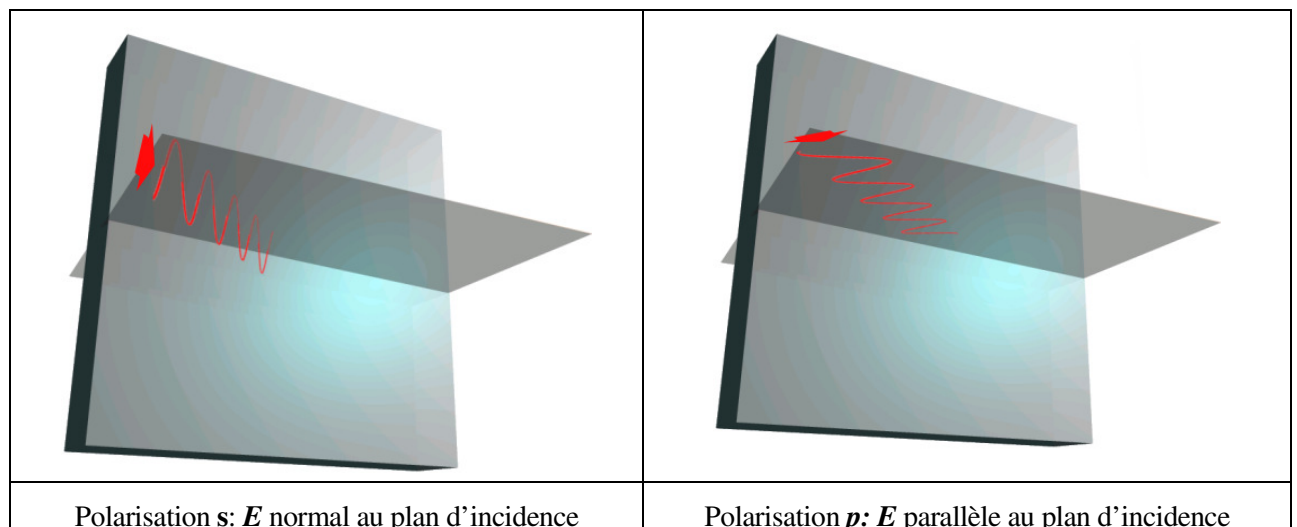 Polarisation s: E normal au plan d’incidence
Polarisation p: E parallèle au plan d’incidence